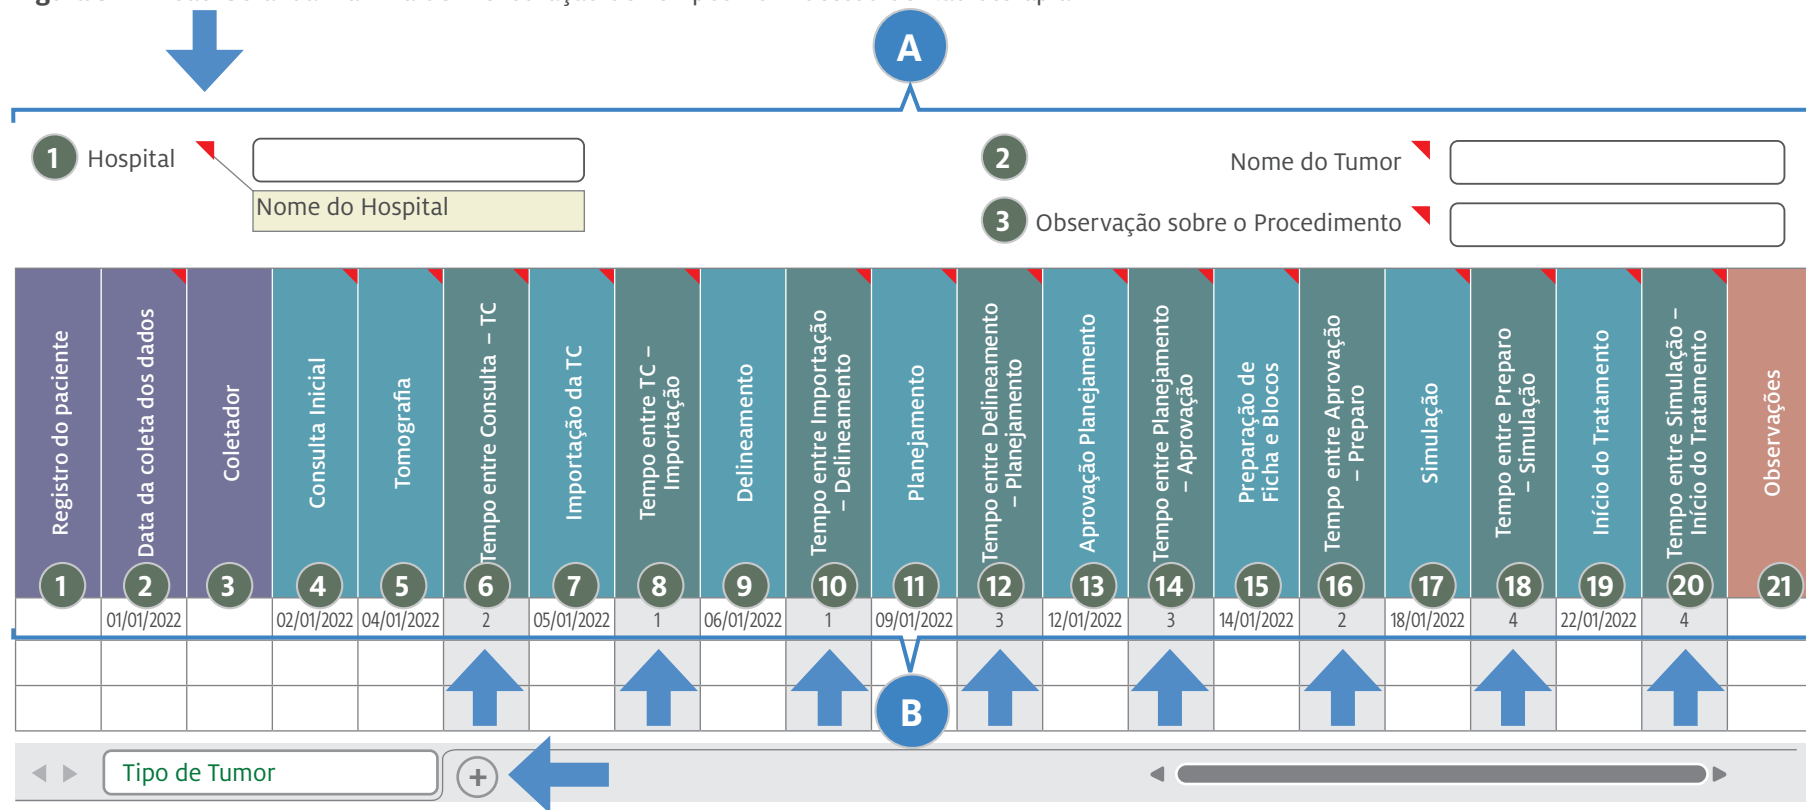 A
1 Hospital
Nome do Hospital
2 Nome do Tumor
3 Observação sobre o Procedimento
Registro do paciente
Data da coleta dos dados
Coletador
Consulta Inicial
Tomografia
Tempo entre Consulta – TC
Importação da TC
Tempo entre TC –
Importação
Delineamento
Tempo entre Importação
– Delineamento
Planejamento
Tempo entre Delineamento
– Planejamento
Aprovação Planejamento
Tempo entre Planejamento
– Aprovação
Preparação de
Ficha e Blocos
Tempo entre Aprovação
– Preparo
Simulação
Tempo entre Preparo
– Simulação
Início do Tratamento
Tempo entre Simulação –
Início do Tratamento
Observações
1 2 3 4 5 6 7 8 9 10 11 12 13 14 15 16 17 18 19 20 21
01/01/2022 02/01/2022 04/01/2022 2 05/01/2022 1 06/01/2022 1 09/01/2022 3 12/01/2022 3 14/01/2022 2 18/01/2022 4 22/01/2022 4
B
Tipo de Tumor
+